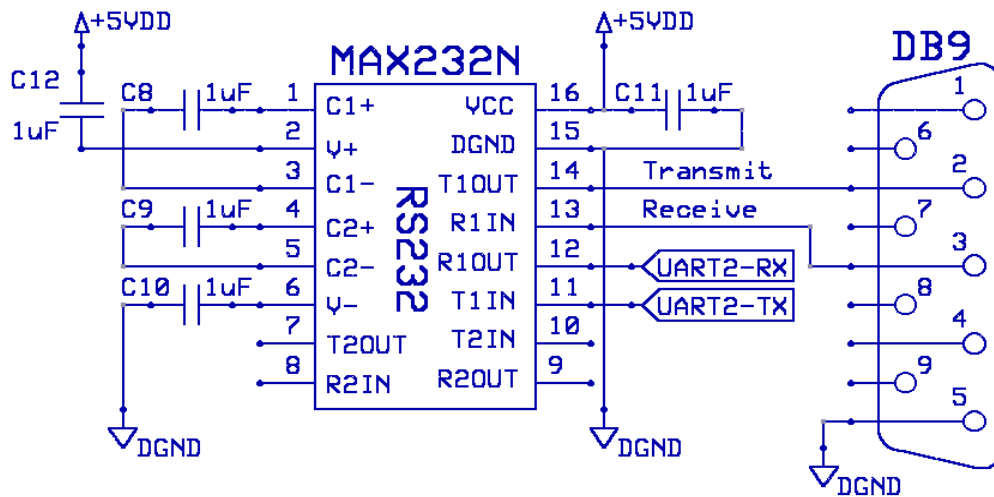 +5VDD
C12
1uF
C8 1uF
C9 1uF
C10 1uF
DGND
MAX232N
RS232
1 C1+
2 V+
3 C1-
4 C2+
5 C2-
6 V-
7 T2OUT
8 R2IN
VCC 16
DGND 15
T1OUT 14
R1IN 13
R1OUT 12
T1IN 11
T2IN 10
R2OUT 9
+5VDD
C11 1uF
Transmit
Receive
UART2-RX
UART2-TX
DGND
DB9
1
6
2
7
3
8
4
9
5
DGND